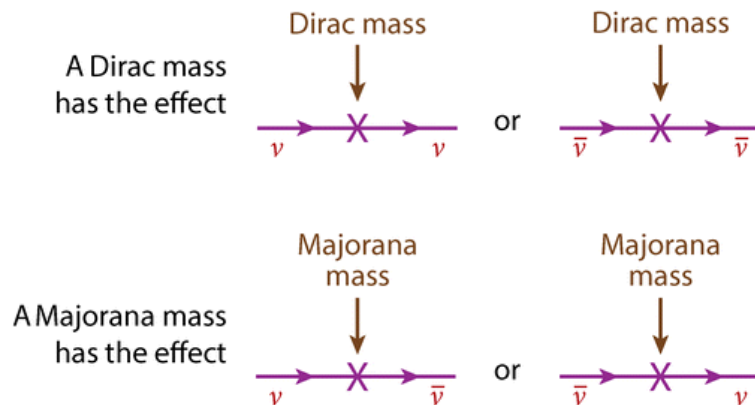 Dirac mass
Dirac mass
A Dirac mass
has the effect
or
ν
ν
ν̅
ν̅
Majorana
mass
Majorana
mass
A Majorana mass
has the effect
or
ν
ν̅
ν̅
ν